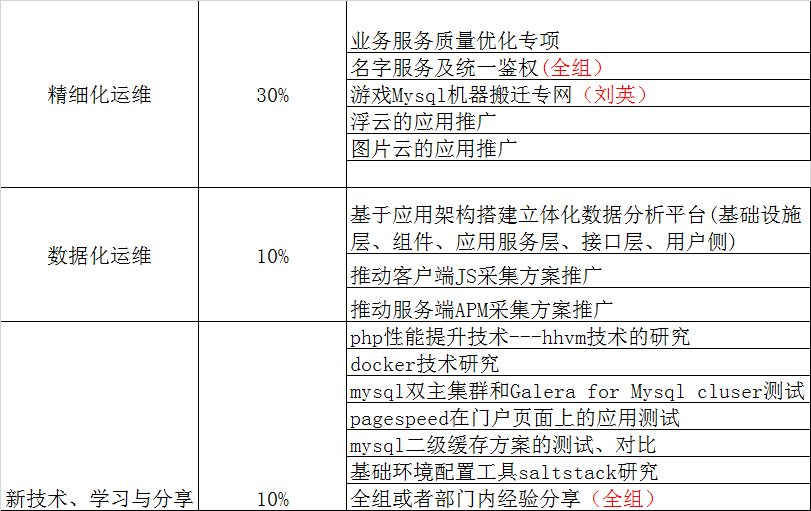 业务服务质量优化专项
名字服务及统一鉴权(全组)
精细化运维
30%
游戏Mysql机器搬迁专网（刘英）
浮云的应用推广
图片云的应用推广
基于应用架构搭建立体化数据分析平台(基础设施
层、组件、应用服务层、接口层、用户侧)
数据化运维
10%
推动客户端JS采集方案推广
推动服务端APM采集方案推广
php性能提升技术---hhvm技术的研究
docker技术研究
mysql双主集群和Galera for Mysql cluser测试
pagespeed在门户页面上的应用测试
mysql二级缓存方案的测试、对比
基础环境配置工具saltstack研究
新技术、学习与分享
10%
全组或者部门内经验分享（全组）